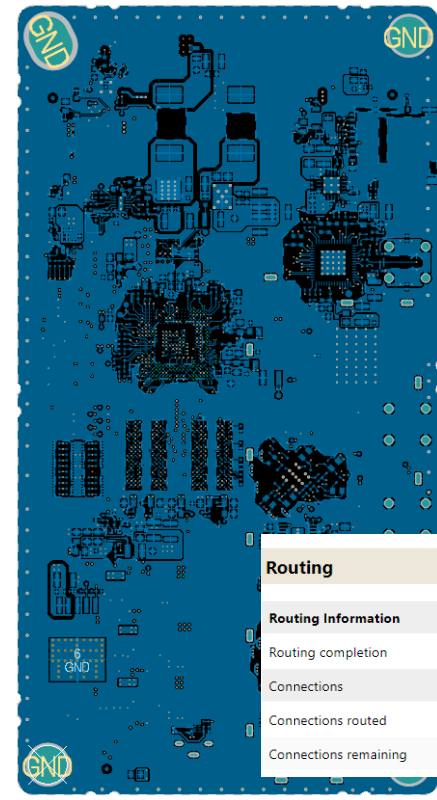 GND
GND
6
GND
GND
Routing
Routing Information
Routing completion
Connections
Connections routed
Connections remaining